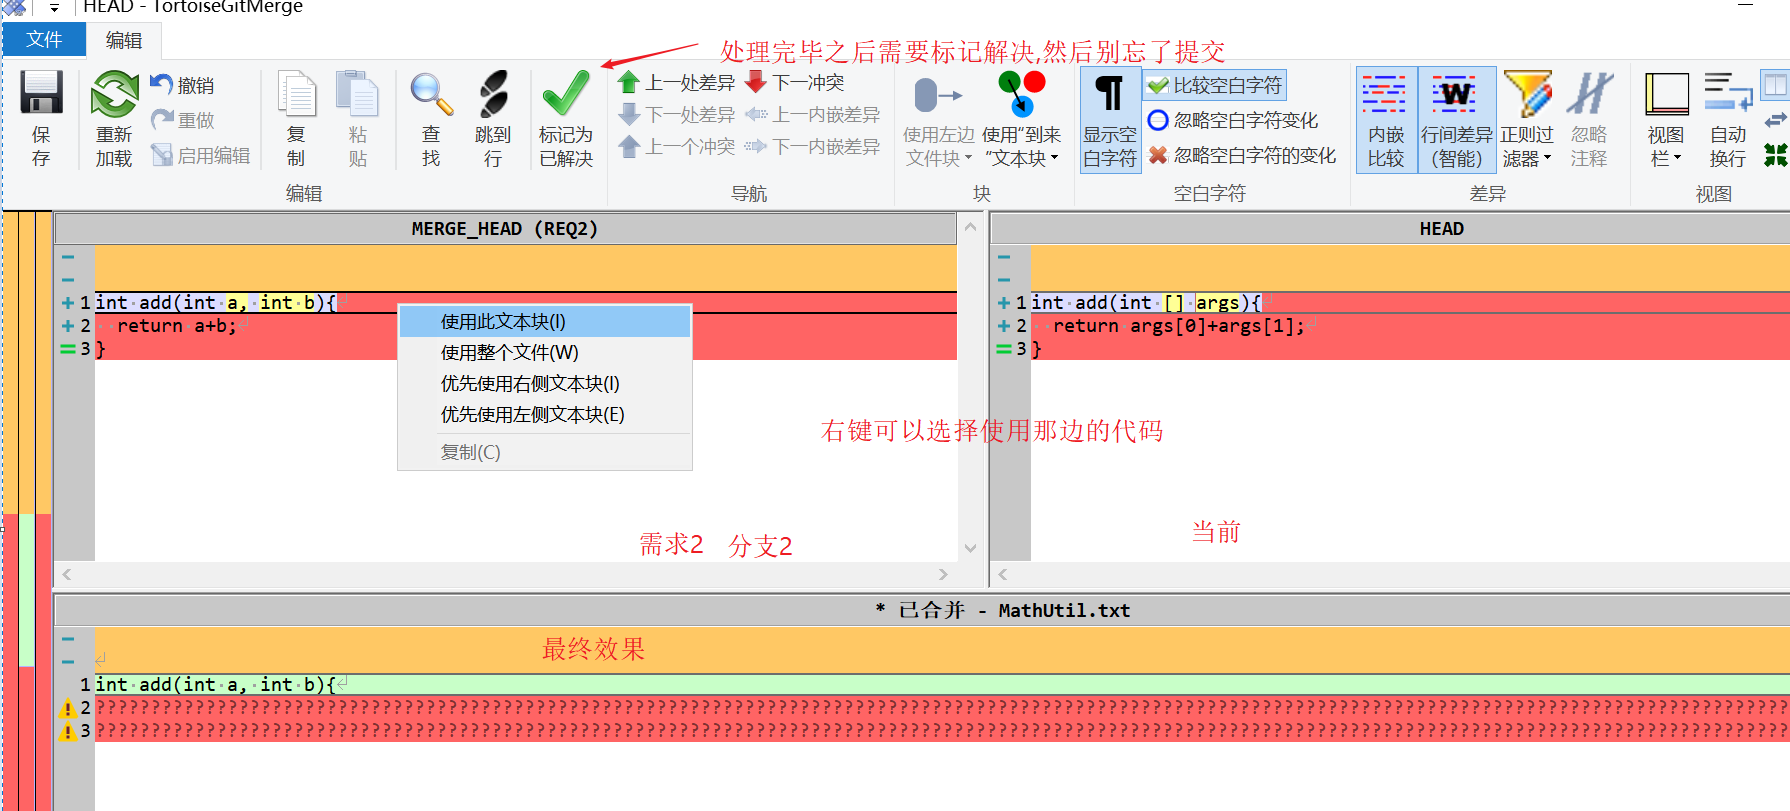 HEAD - TortoiseGitMerge
文件 编辑
处理完毕之后需要标记解决,然后别忘了提交
保存
重新加载
撤销
重做
启用编辑
复制
粘贴
查找
跳到行
标记为已解决
上一处差异 下一冲突
下一处差异 上一内嵌差异
上一个冲突 下一内嵌差异
使用左边文件块
使用“到来“文本块
显示空白字符
比较空白字符
忽略空白字符变化
忽略空白字符的变化
内嵌比较
行间差异(智能)
正则过滤器
忽略注释
视图栏
自动换行
编辑 导航 块 空白字符 差异 视图
MERGE_HEAD (REQ2)
1 int add(int a, int b){
2 return a+b;
3 }
使用此文本块(I)
使用整个文件(W)
优先使用右侧文本块(I)
优先使用左侧文本块(E)
复制(C)
HEAD
1 int add(int [] args){
2 return args[0]+args[1];
3 }
右键可以选择使用那边的代码
需求2 分支2
当前
* 已合并 - MathUtil.txt
最终效果
1 int add(int a, int b){
2 ????????????????????????????????????????????????????????????????????????????????????????????????????????????????????????????????????????????????????????
3 ????????????????????????????????????????????????????????????????????????????????????????????????????????????????????????????????????????????????????????